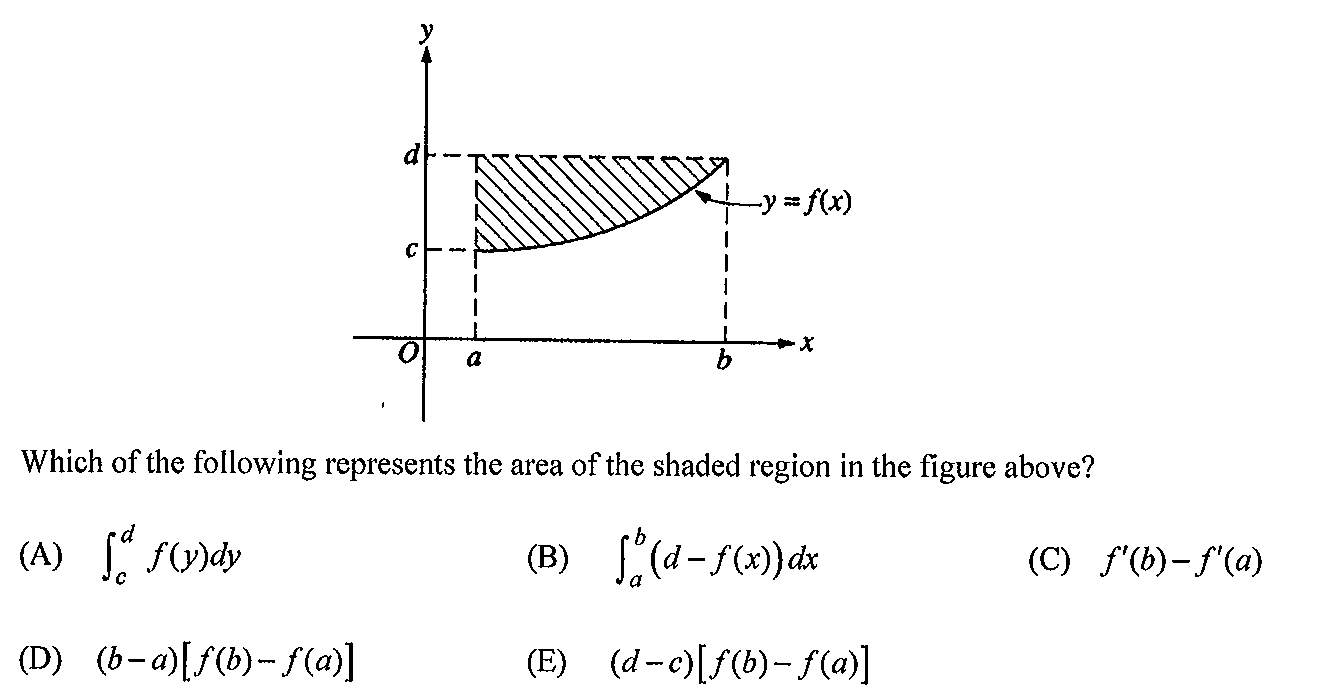 y
d
y = f(x)
c
O a b x
Which of the following represents the area of the shaded region in the figure above?
(A) ∫_c^d f(y)dy (B) ∫_a^b (d − f(x))dx (C) f'(b) − f'(a)
(D) (b − a)[f(b) − f(a)] (E) (d − c)[f(b) − f(a)]